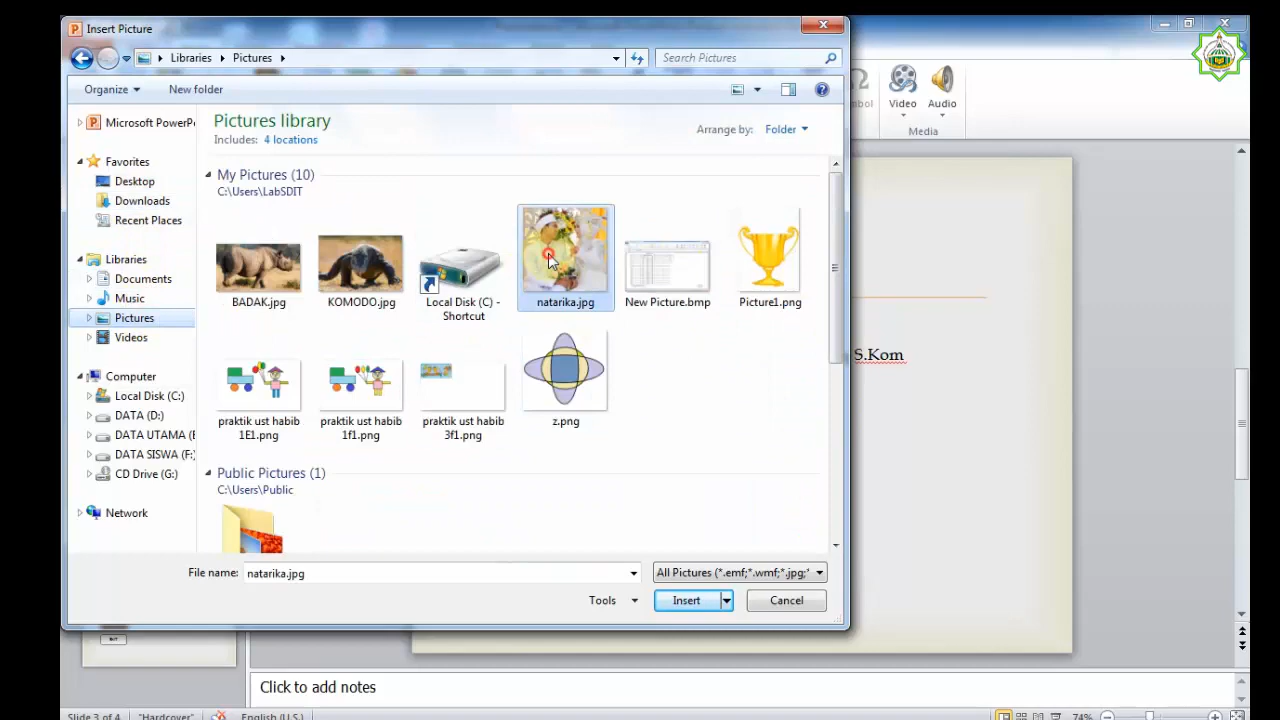 Insert Picture
Libraries
Pictures
Search Pictures
Organize
New folder
bol
Video
Audio
Media
Microsoft PowerP
Pictures library
Includes: 4 locations
Arrange by:
Folder
Favorites
Desktop
Downloads
Recent Places
My Pictures (10)
C:\Users\LabSDIT
Libraries
Documents
Music
Pictures
Videos
BADAK.jpg
KOMODO.jpg
Local Disk (C) -
Shortcut
natarika.jpg
New Picture.bmp
Picture1.png
S.Kom
Computer
Local Disk (C:)
DATA (D:)
DATA UTAMA (E
DATA SISWA (F:)
CD Drive (G:)
praktik ust habib
1E1.png
praktik ust habib
1f1.png
praktik ust habib
3f1.png
z.png
Public Pictures (1)
C:\Users\Public
Network
File name:
natarika.jpg
All Pictures (*.emf;*.wmf;*.jpg;*
Tools
Insert
Cancel
Click to add notes
Slide 3 of 4
"Hardcover"
English (U.S.)
74%